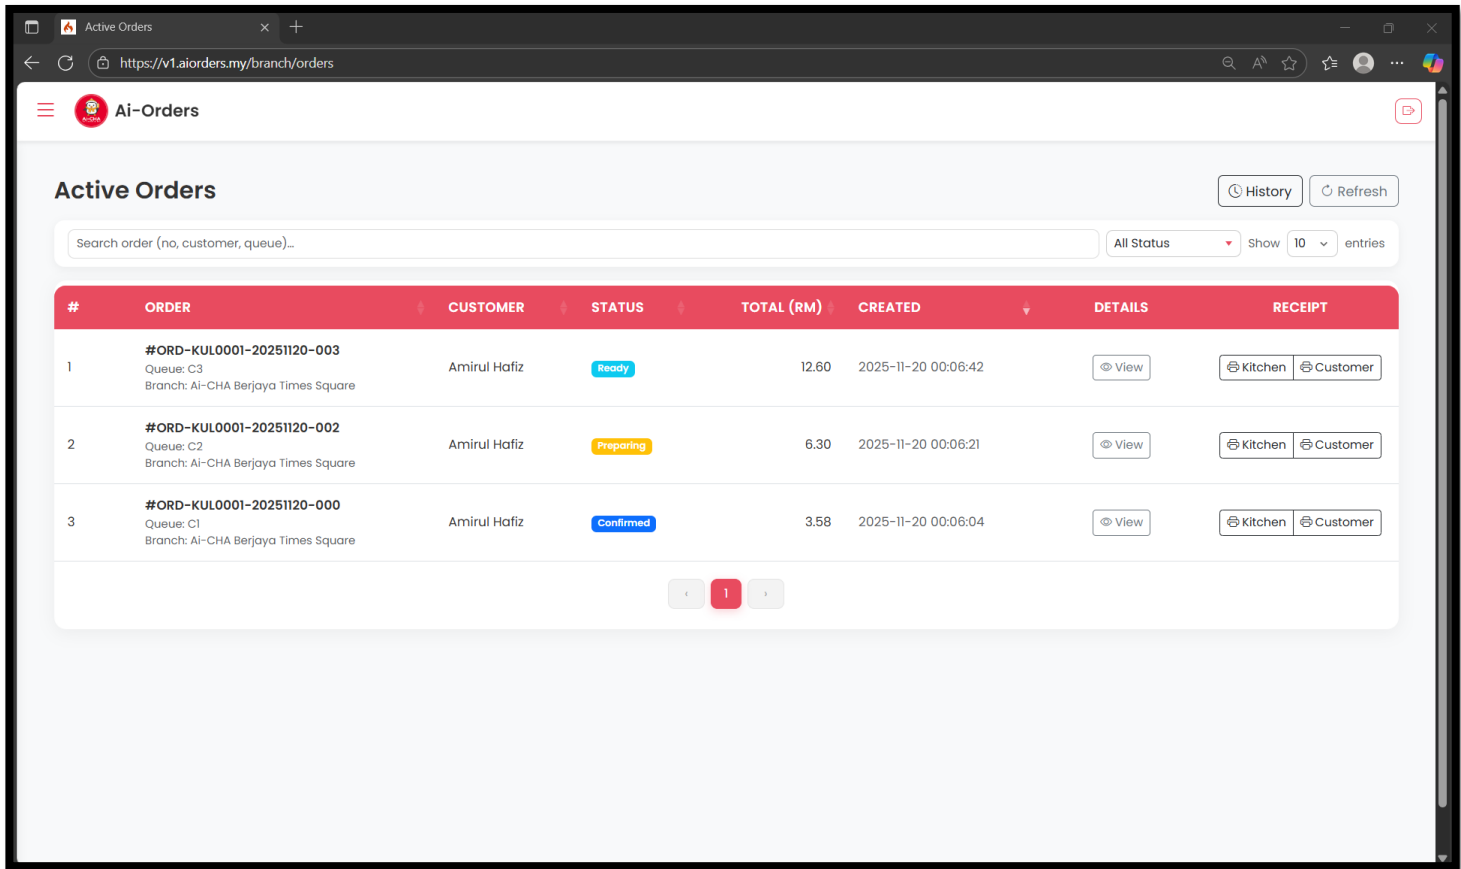 Active Orders
https://v1.aiorders.my/branch/orders
Ai-Orders
Active Orders
History
Refresh
Search order (no, customer, queue)...
All Status
Show 10 entries
# ORDER CUSTOMER STATUS TOTAL (RM) CREATED DETAILS RECEIPT
#ORD-KUL0001-20251120-003
1 Queue: C3 Amirul Hafiz Ready 12.60 2025-11-20 00:06:42 View Kitchen Customer
Branch: Ai-CHA Berjaya Times Square
#ORD-KUL0001-20251120-002
2 Queue: C2 Amirul Hafiz Preparing 6.30 2025-11-20 00:06:21 View Kitchen Customer
Branch: Ai-CHA Berjaya Times Square
#ORD-KUL0001-20251120-000
3 Queue: C1 Amirul Hafiz Confirmed 3.58 2025-11-20 00:06:04 View Kitchen Customer
Branch: Ai-CHA Berjaya Times Square
‹ 1 ›